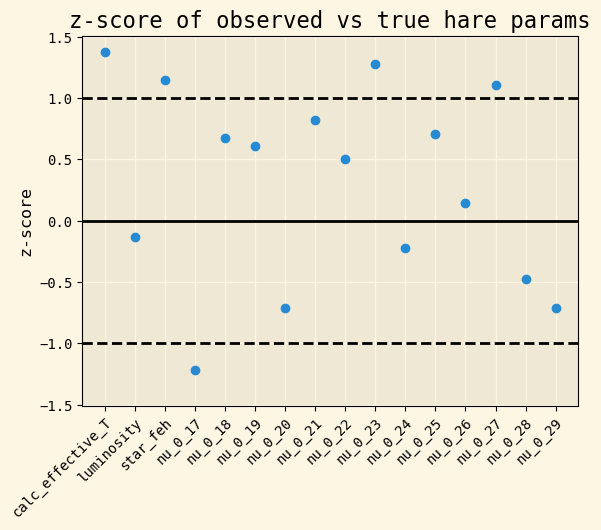 z-score of observed vs true hare params
z-score
1.5
1.0
0.5
0.0
−0.5
−1.0
−1.5
calc_effective_T
luminosity
star_feh
nu_0_17
nu_0_18
nu_0_19
nu_0_20
nu_0_21
nu_0_22
nu_0_23
nu_0_24
nu_0_25
nu_0_26
nu_0_27
nu_0_28
nu_0_29